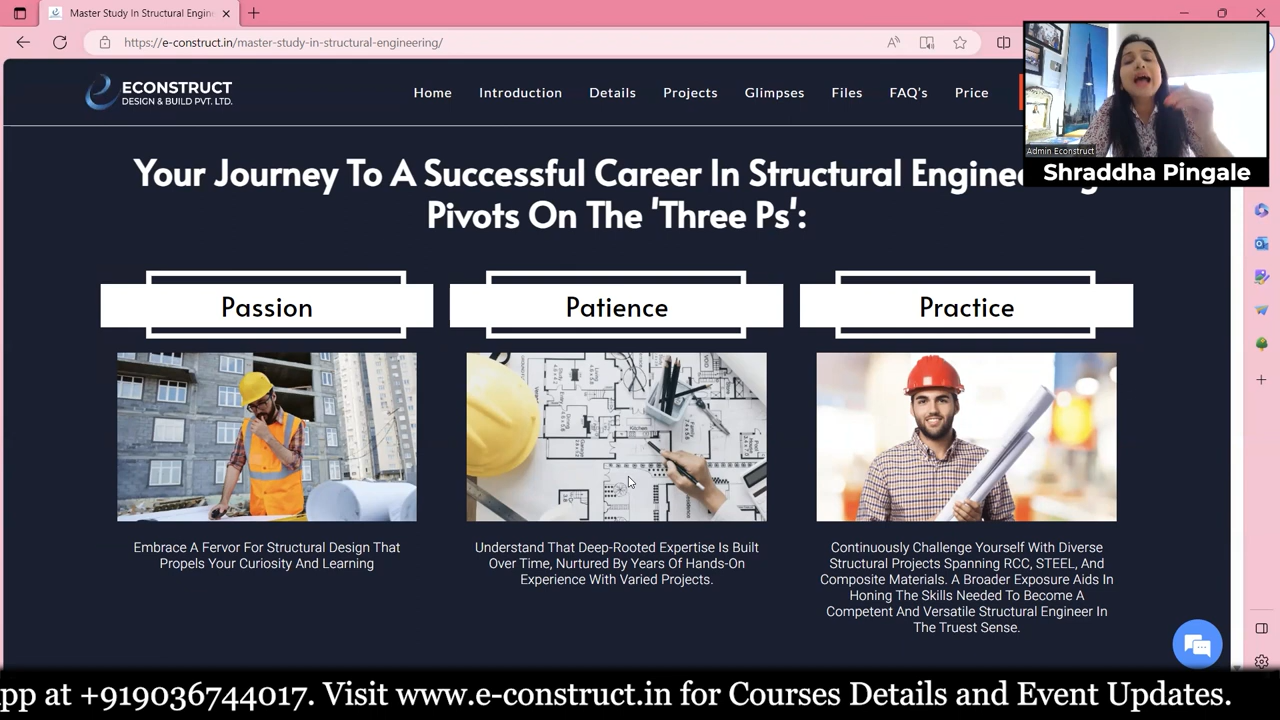 Master Study In Structural Engin
https://e-construct.in/master-study-in-structural-engineering/
ECONSTRUCT
DESIGN & BUILD PVT. LTD.
Home
Introduction
Details
Projects
Glimpses
Files
FAQ's
Price
Admin Econstruct
Shraddha Pingale
Your Journey To A Successful Career In Structural Engineering
Pivots On The 'Three Ps':
Passion
Patience
Practice
Embrace A Fervor For Structural Design That
Propels Your Curiosity And Learning
Understand That Deep-Rooted Expertise Is Built
Over Time, Nurtured By Years Of Hands-On
Experience With Varied Projects.
Continuously Challenge Yourself With Diverse
Structural Projects Spanning RCC, STEEL, And
Composite Materials. A Broader Exposure Aids In
Honing The Skills Needed To Become A
Competent And Versatile Structural Engineer In
The Truest Sense.
pp at +919036744017. Visit www.e-construct.in for Courses Details and Event Updates.